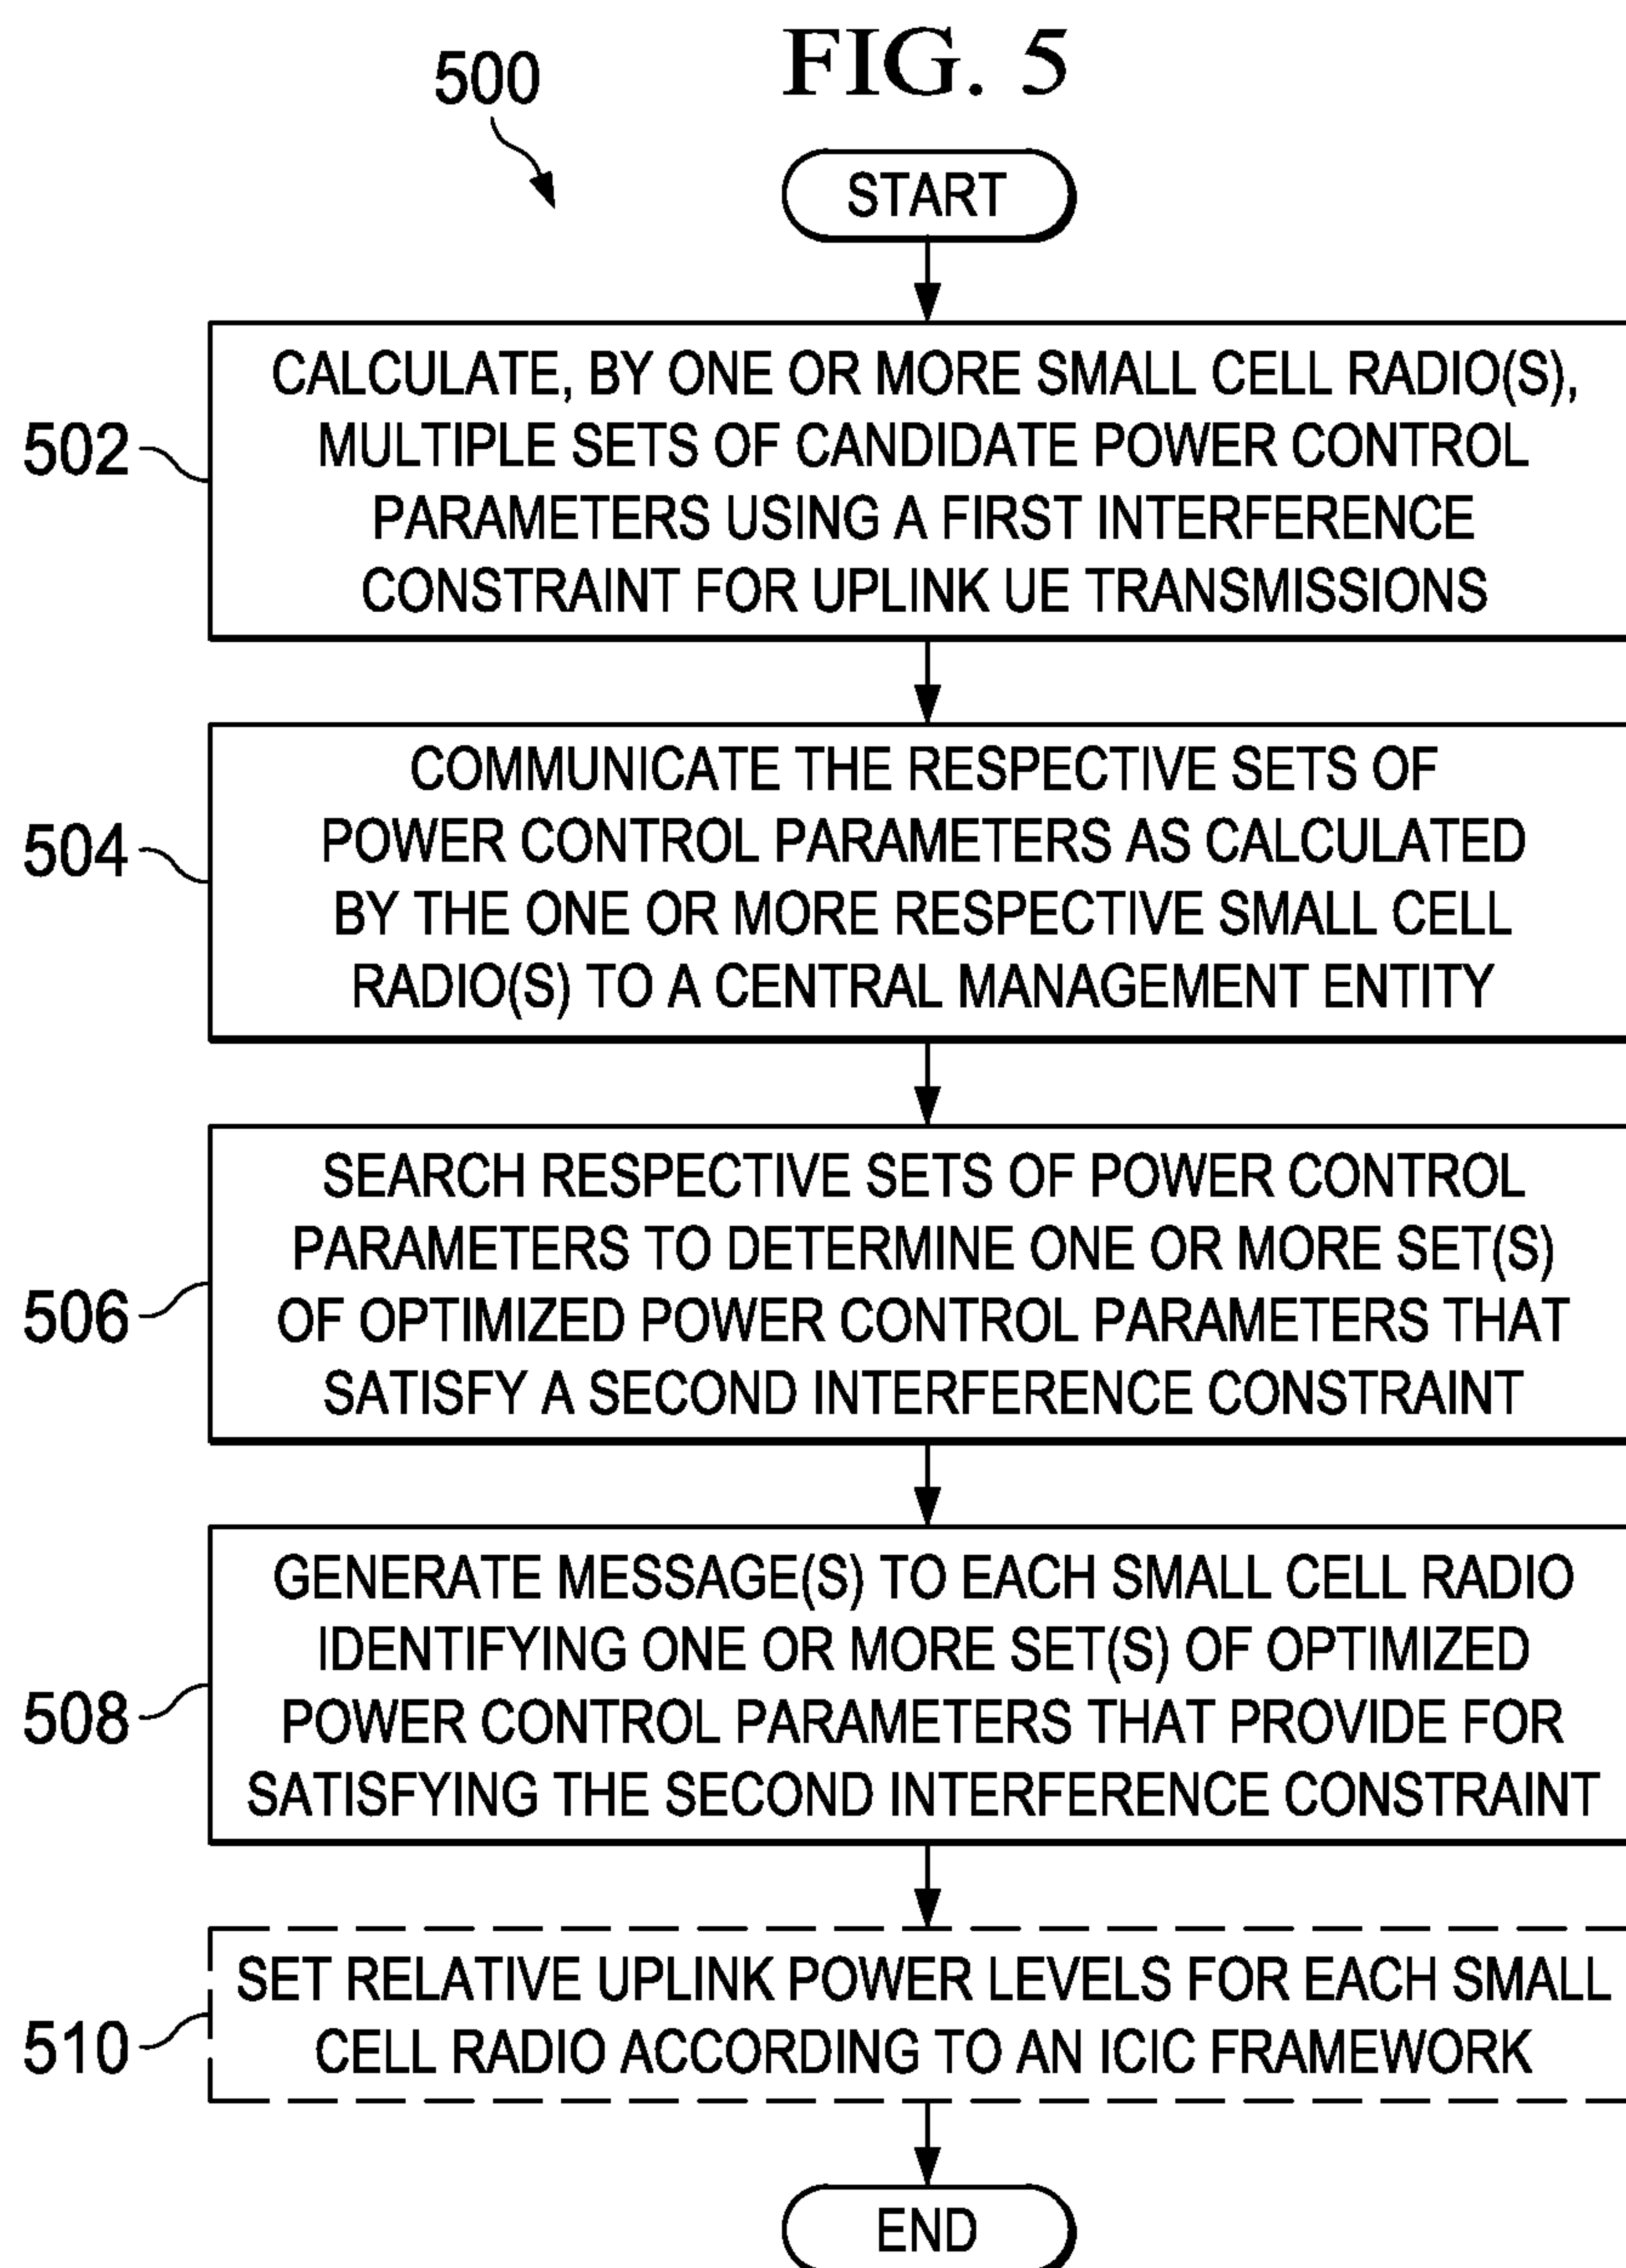 FIG. 5
500
START
502
CALCULATE, BY ONE OR MORE SMALL CELL RADIO(S),
MULTIPLE SETS OF CANDIDATE POWER CONTROL
PARAMETERS USING A FIRST INTERFERENCE
CONSTRAINT FOR UPLINK UE TRANSMISSIONS
504
COMMUNICATE THE RESPECTIVE SETS OF
POWER CONTROL PARAMETERS AS CALCULATED
BY THE ONE OR MORE RESPECTIVE SMALL CELL
RADIO(S) TO A CENTRAL MANAGEMENT ENTITY
506
SEARCH RESPECTIVE SETS OF POWER CONTROL
PARAMETERS TO DETERMINE ONE OR MORE SET(S)
OF OPTIMIZED POWER CONTROL PARAMETERS THAT
SATISFY A SECOND INTERFERENCE CONSTRAINT
508
GENERATE MESSAGE(S) TO EACH SMALL CELL RADIO
IDENTIFYING ONE OR MORE SET(S) OF OPTIMIZED
POWER CONTROL PARAMETERS THAT PROVIDE FOR
SATISFYING THE SECOND INTERFERENCE CONSTRAINT
510
SET RELATIVE UPLINK POWER LEVELS FOR EACH SMALL
CELL RADIO ACCORDING TO AN ICIC FRAMEWORK
END